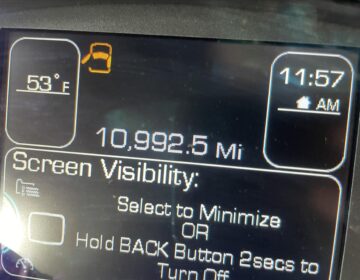 53°F
11:57
AM
10,992.5 Mi
Screen Visibility:
Select to Minimize
OR
Hold BACK Button 2secs to
Turn Off